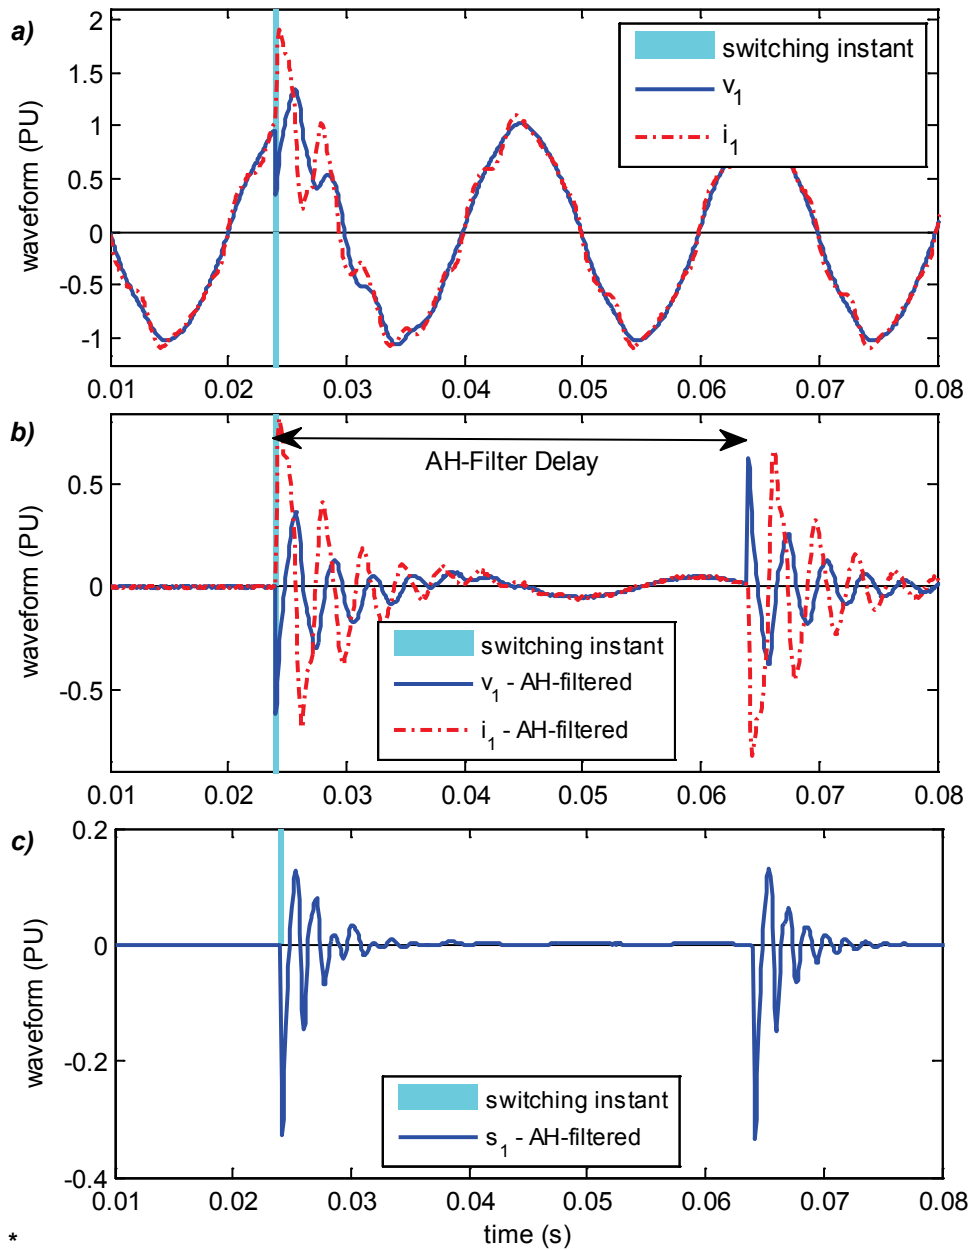 a)
waveform (PU)
2
1.5
1
0.5
0
-0.5
-1
switching instant
v1
i1
0.01 0.02 0.03 0.04 0.05 0.06 0.07 0.08
b)
waveform (PU)
0.5
0
-0.5
AH-Filter Delay
switching instant
v1 - AH-filtered
i1 - AH-filtered
0.01 0.02 0.03 0.04 0.05 0.06 0.07 0.08
c)
waveform (PU)
0.2
0
-0.2
-0.4
switching instant
s1 - AH-filtered
0.01 0.02 0.03 0.04 0.05 0.06 0.07 0.08
time (s)
*